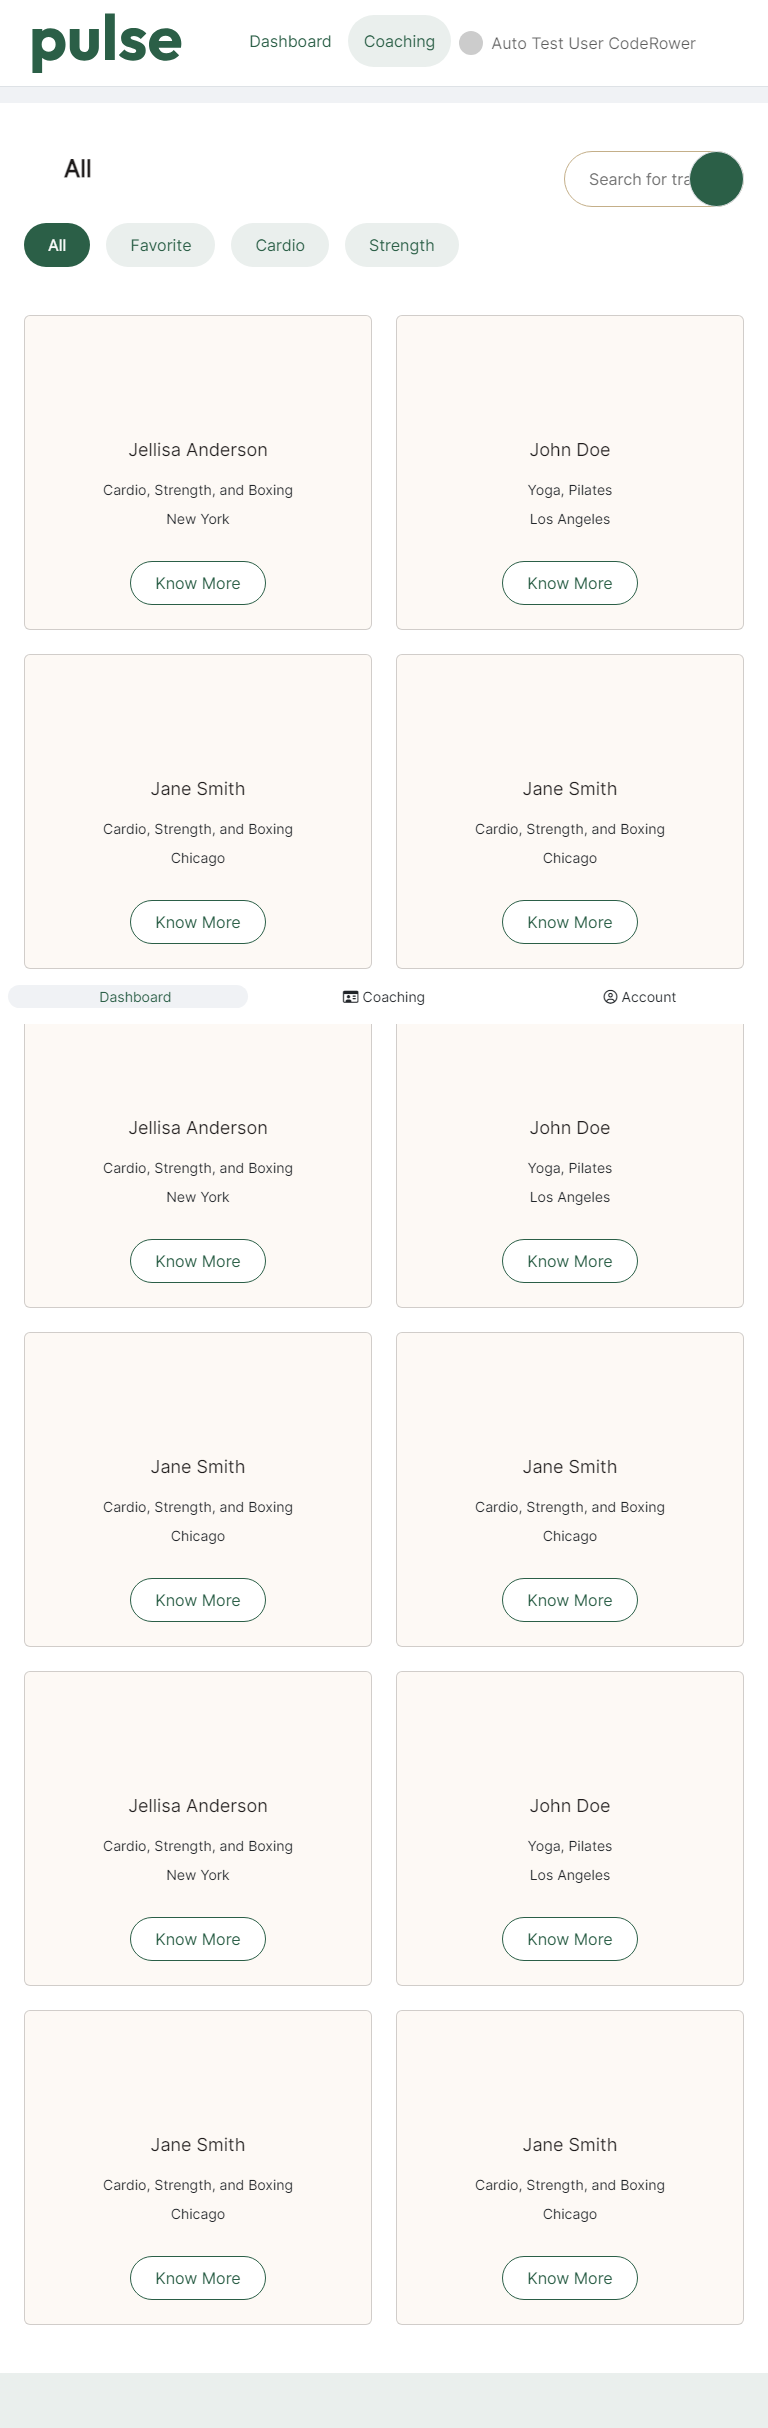 pulse
Dashboard
Coaching
Auto Test User CodeRower
All
Search for tra
All
Favorite
Cardio
Strength
Jellisa Anderson
Cardio, Strength, and Boxing
New York
Know More
John Doe
Yoga, Pilates
Los Angeles
Know More
Jane Smith
Cardio, Strength, and Boxing
Chicago
Know More
Jane Smith
Cardio, Strength, and Boxing
Chicago
Know More
Dashboard
Coaching
Account
Jellisa Anderson
Cardio, Strength, and Boxing
New York
Know More
John Doe
Yoga, Pilates
Los Angeles
Know More
Jane Smith
Cardio, Strength, and Boxing
Chicago
Know More
Jane Smith
Cardio, Strength, and Boxing
Chicago
Know More
Jellisa Anderson
Cardio, Strength, and Boxing
New York
Know More
John Doe
Yoga, Pilates
Los Angeles
Know More
Jane Smith
Cardio, Strength, and Boxing
Chicago
Know More
Jane Smith
Cardio, Strength, and Boxing
Chicago
Know More